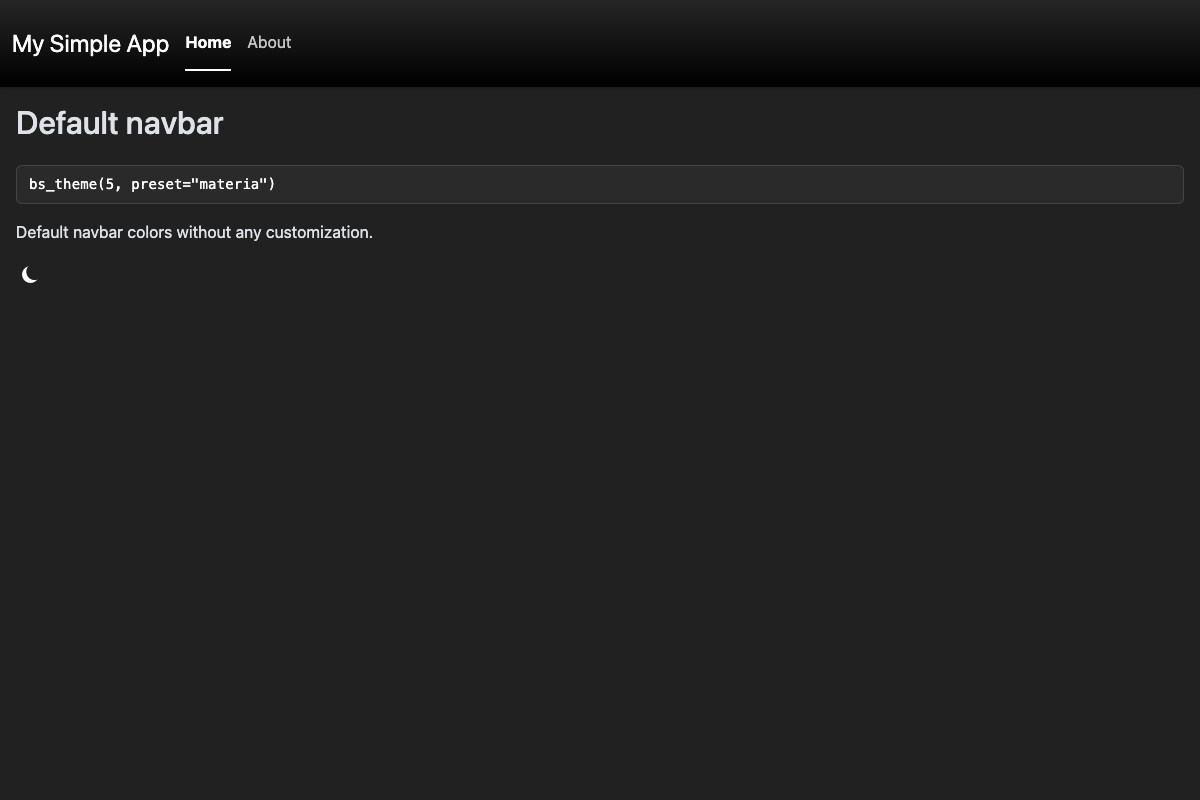 My Simple App Home About
Default navbar
bs_theme(5, preset="materia")
Default navbar colors without any customization.